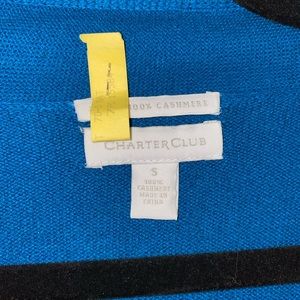 100% CASHMERE
CHARTER CLUB
S
100%
CASHMERE
MADE IN
CHINA